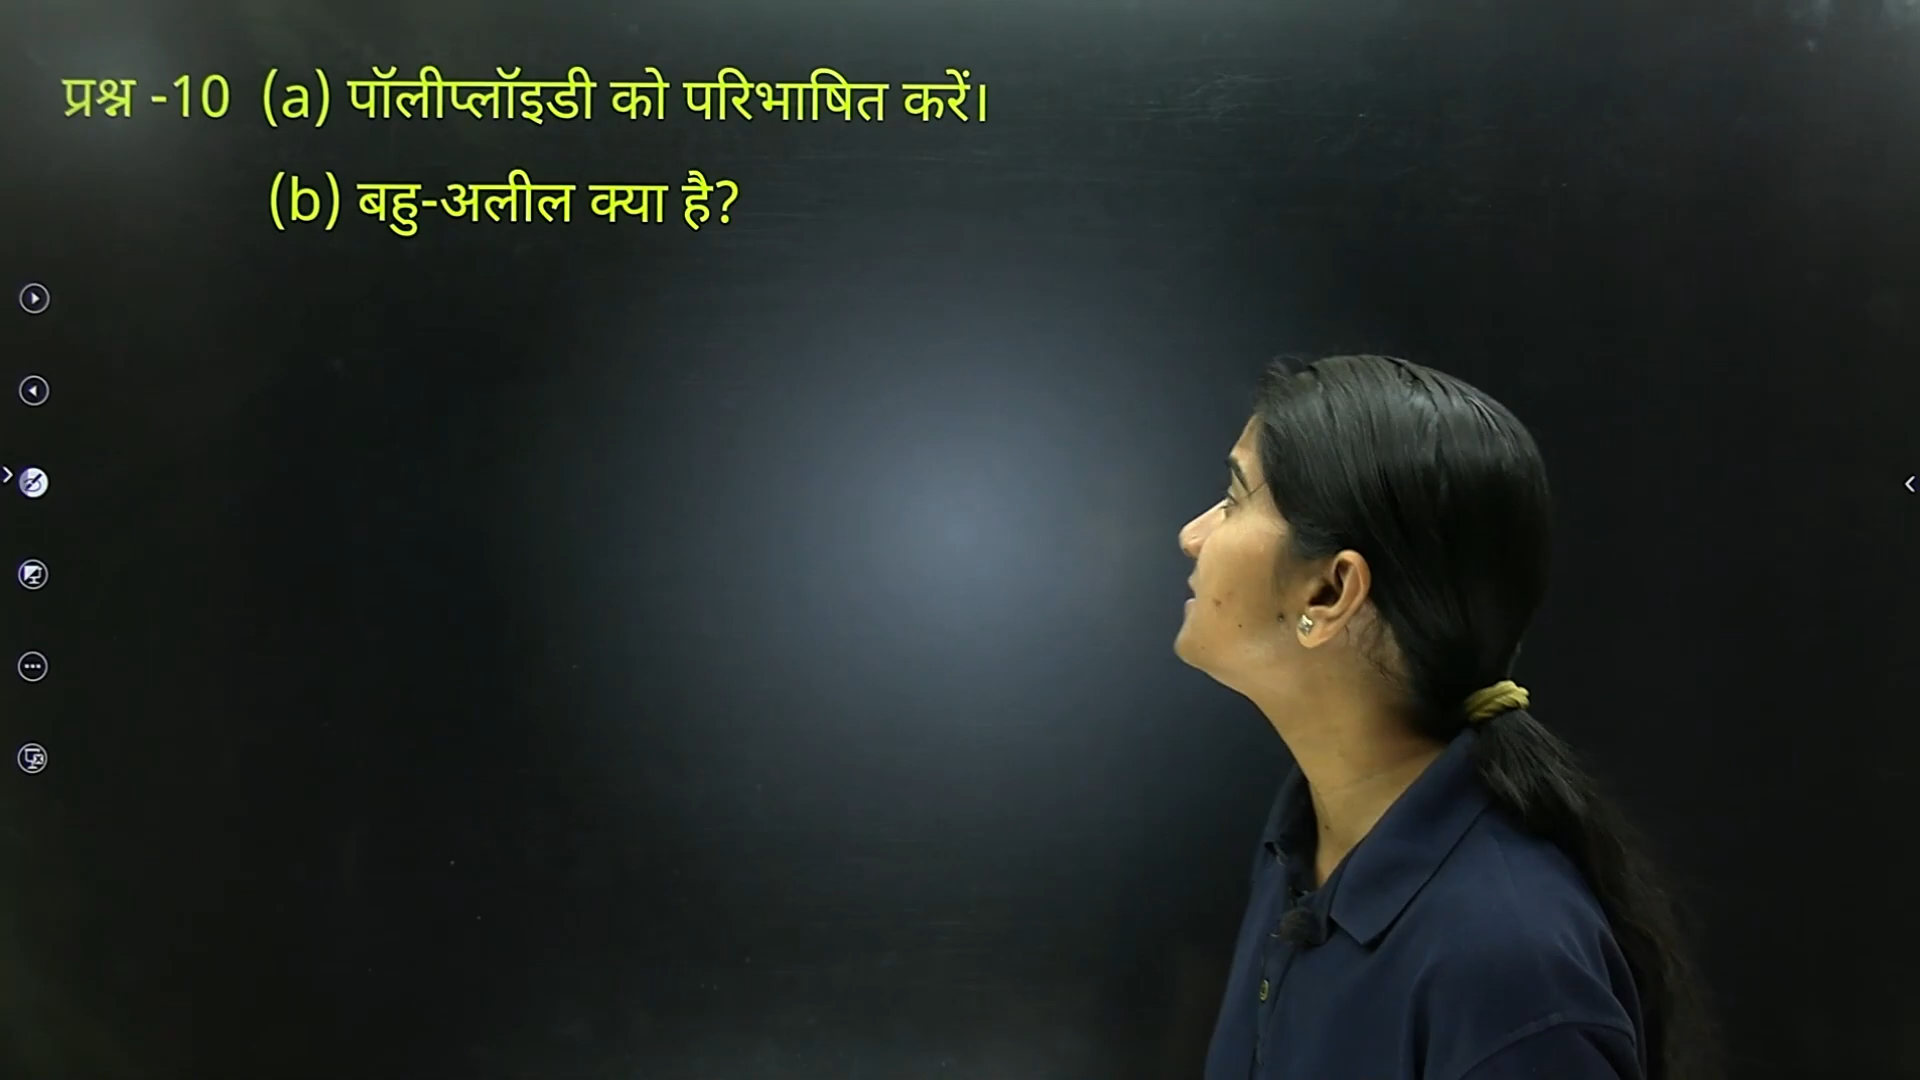 प्रश्न -10 (a) पॉलीप्लॉइडी को परिभाषित करें।
(b) बहु-अलील क्या है?